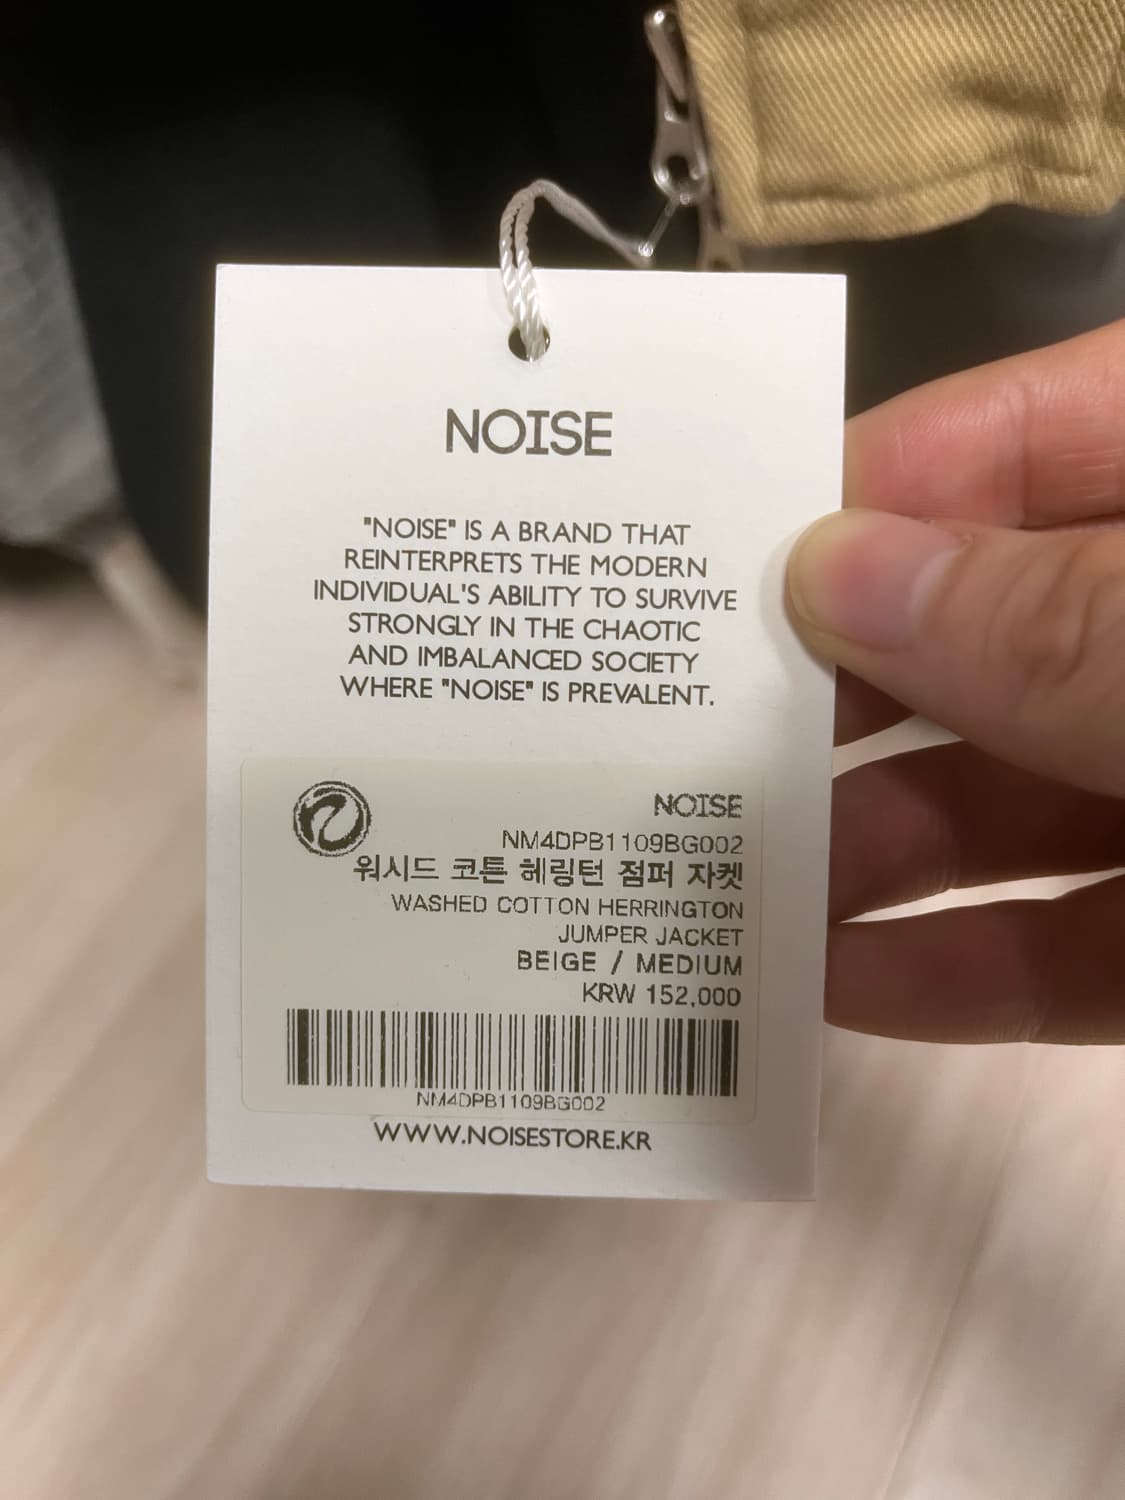 NOISE
"NOISE" IS A BRAND THAT
REINTERPRETS THE MODERN
INDIVIDUAL'S ABILITY TO SURVIVE
STRONGLY IN THE CHAOTIC
AND IMBALANCED SOCIETY
WHERE "NOISE" IS PREVALENT.
NOISE
NM4DPB1109BG002
워시드 코튼 헤링턴 점퍼 자켓
WASHED COTTON HERRINGTON
JUMPER JACKET
BEIGE / MEDIUM
KRW 152,000
NM4DPB1109BG002
WWW.NOISESTORE.KR